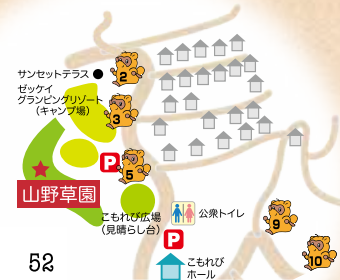 サンセットテラス
2
ゼッケイ
グランピングリゾート
(キャンプ場)
3
P
5
山野草園
こもれび広場
(見晴らし台)
公衆トイレ
P
9
52
こもれび
ホール
10